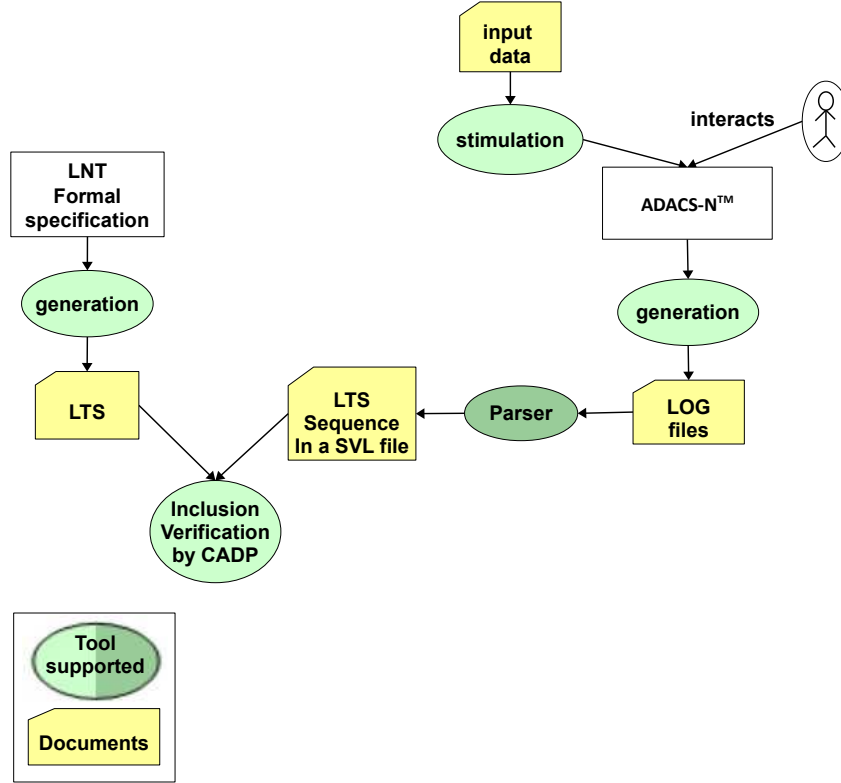 input
data
interacts
stimulation
LNT
Formal
specification
ADACS-N™
generation
generation
LTS
LTS
Sequence
In a SVL file
Parser
LOG
files
Inclusion
Verification
by CADP
Tool
supported
Documents